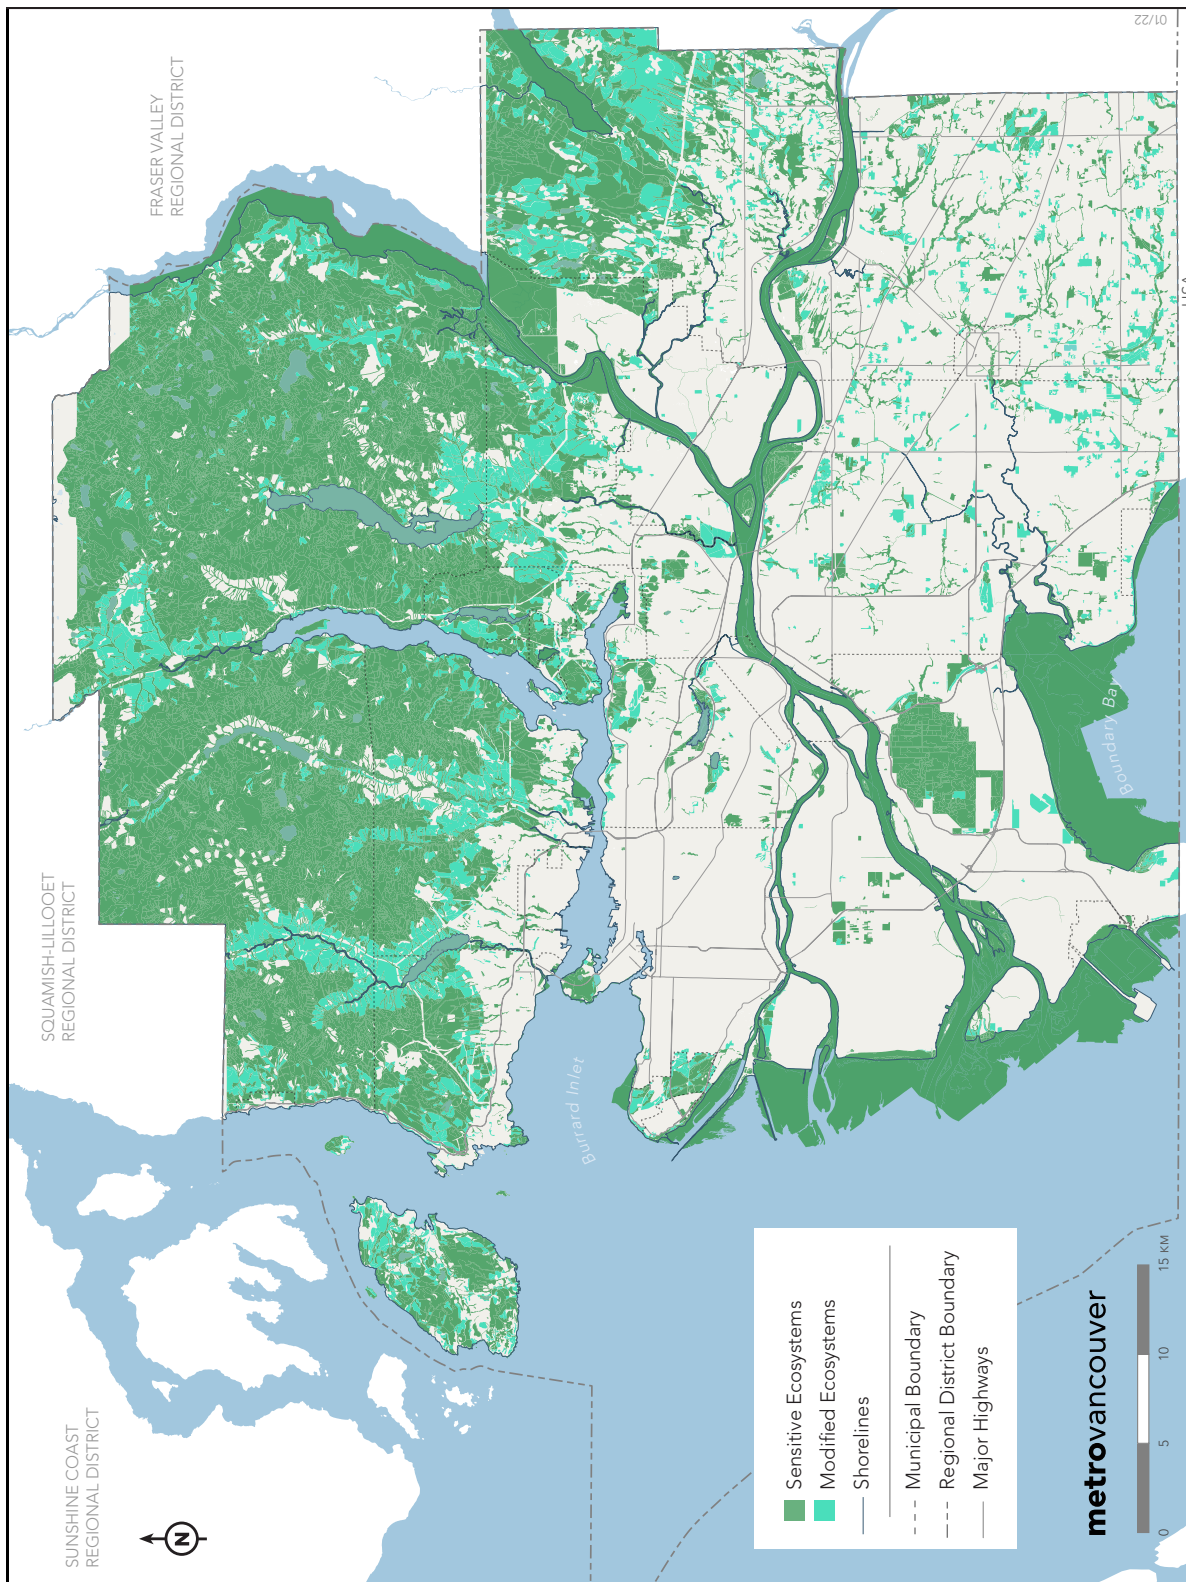 SUNSHINE COAST
REGIONAL DISTRICT
SQUAMISH-LILLOOET
REGIONAL DISTRICT
FRASER VALLEY
REGIONAL DISTRICT
N
Burrard Inlet
Boundary Bay
Sensitive Ecosystems
Modified Ecosystems
Shorelines
Municipal Boundary
Regional District Boundary
Major Highways
metrovancouver
0 5 10 15 KM
01/22